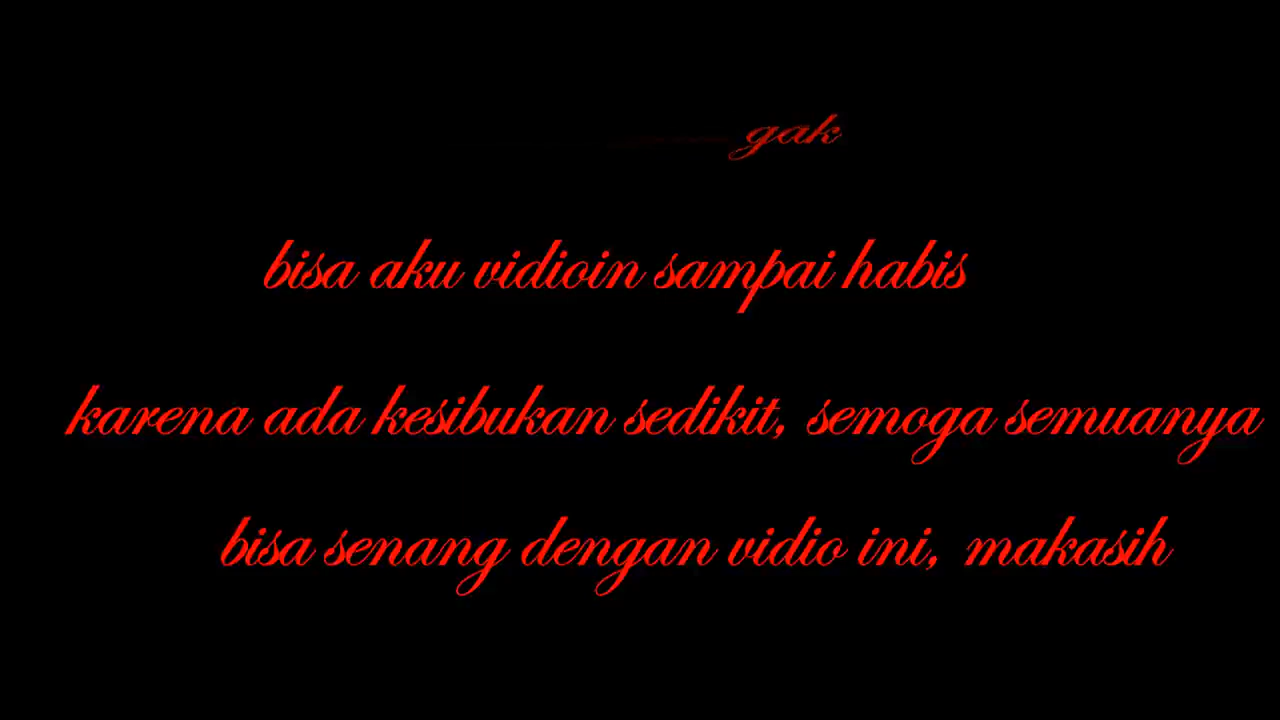 gak
bisa aku vidioin sampai habis
karena ada kesibukan sedikit, semoga semuanya
bisa senang dengan vidio ini, makasih